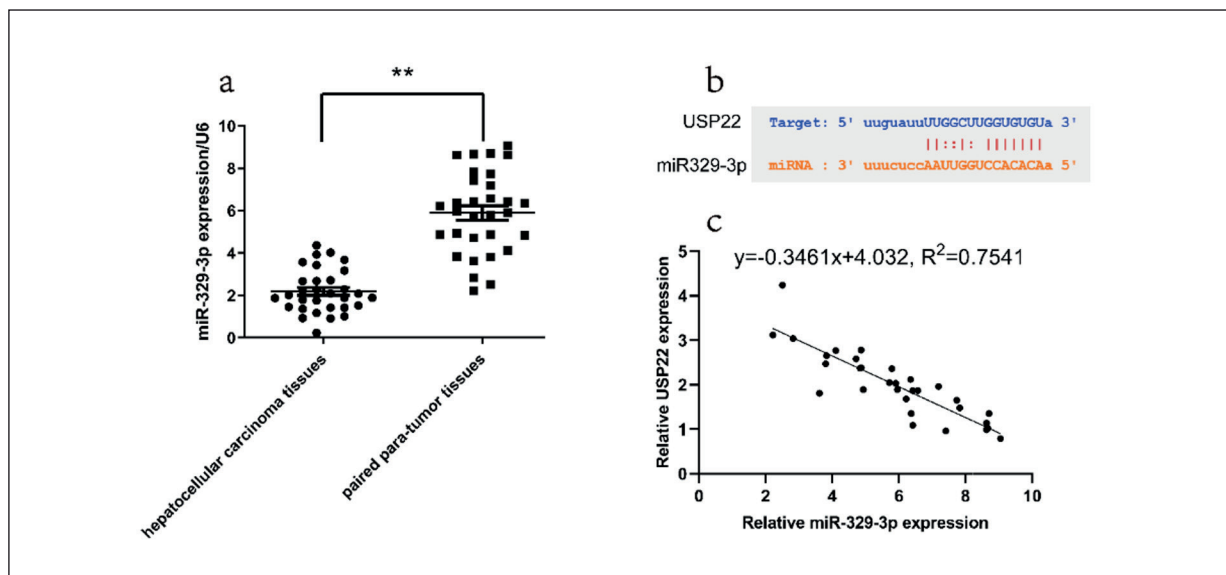 a
**
miR-329-3p expression/U6
10
8
6
4
2
0
hepatocellular carcinoma tissues
paired para-tumor tissues
b
USP22
Target: 5' uuguauuUUGGCUUGGUGUGUa 3'
||::|: |||||||
miR329-3p
miRNA : 3' uuucuccAAUUGGUCCACACAa 5'
c
y=-0.3461x+4.032, R²=0.7541
Relative USP22 expression
5
4
3
2
1
0
0
2
4
6
8
10
Relative miR-329-3p expression